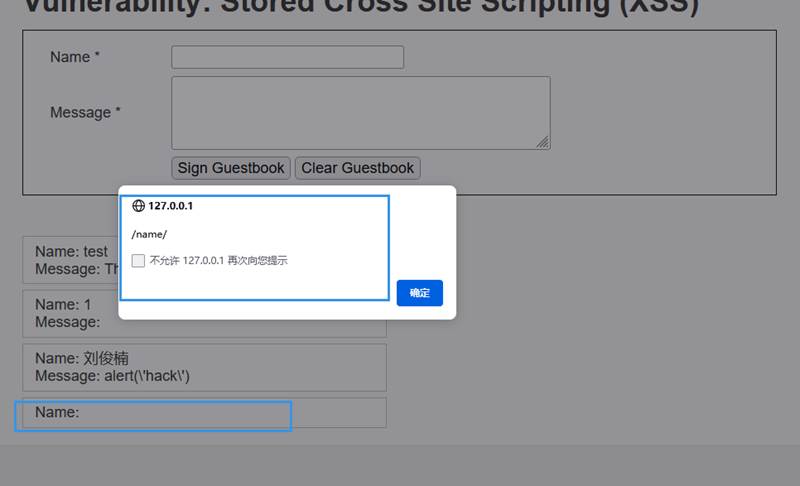 Vulnerability: Stored Cross Site Scripting (XSS)
Name *
Message *
Sign Guestbook Clear Guestbook
127.0.0.1
/name/
不允许 127.0.0.1 再次向您提示
确定
Name: test
Message: Th
Name: 1
Message:
Name: 刘俊楠
Message: alert(\'hack\')
Name: